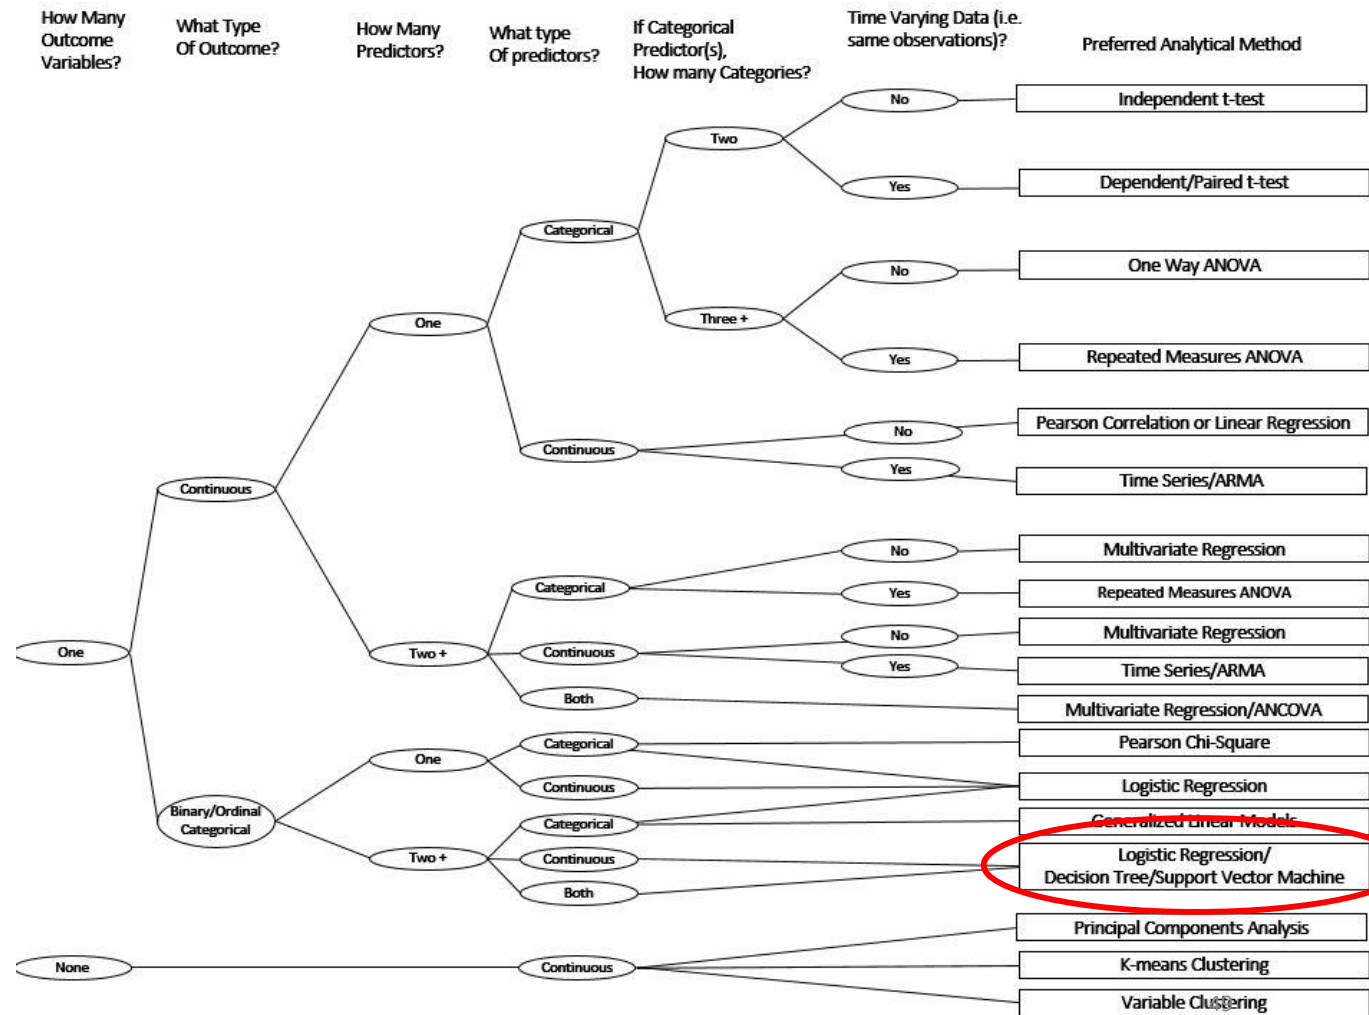 How Many
Outcome
Variables?
What Type
Of Outcome?
How Many
Predictors?
What type
Of predictors?
If Categorical
Predictor(s),
How many Categories?
Time Varying Data (i.e.
same observations)?
Preferred Analytical Method
No
Independent t-test
Two
Yes
Dependent/Paired t-test
Categorical
No
One Way ANOVA
Three +
One
Yes
Repeated Measures ANOVA
Continuous
No
Pearson Correlation or Linear Regression
Yes
Time Series/ARMA
Continuous
No
Multivariate Regression
Categorical
Yes
Repeated Measures ANOVA
No
Multivariate Regression
One
Two +
Continuous
Yes
Time Series/ARMA
Both
Multivariate Regression/ANCOVA
Categorical
Pearson Chi-Square
One
Continuous
Logistic Regression
Binary/Ordinal
Categorical
Categorical
Generalized Linear Models
Two +
Continuous
Logistic Regression/
Decision Tree/Support Vector Machine
Both
Principal Components Analysis
None
Continuous
K-means Clustering
Variable Clustering